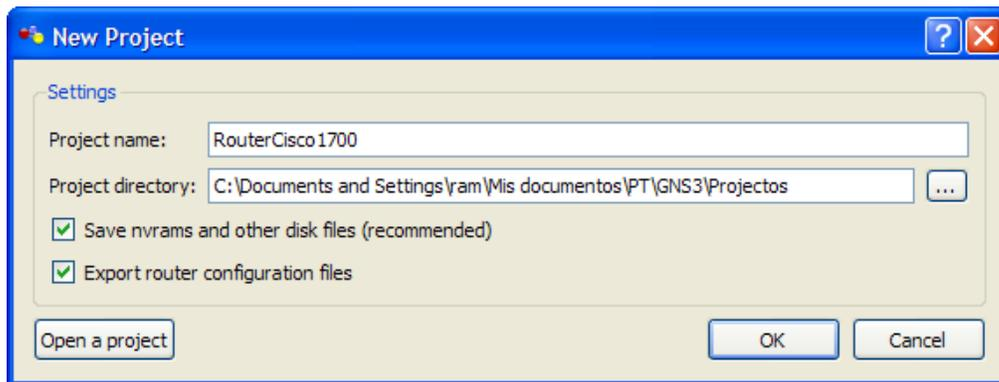 New Project
Settings
Project name: RouterCisco1700
Project directory: C:\Documents and Settings\ram\Mis documentos\PT\GNS3\Projectos ...
Save nvrams and other disk files (recommended)
Export router configuration files
Open a project OK Cancel